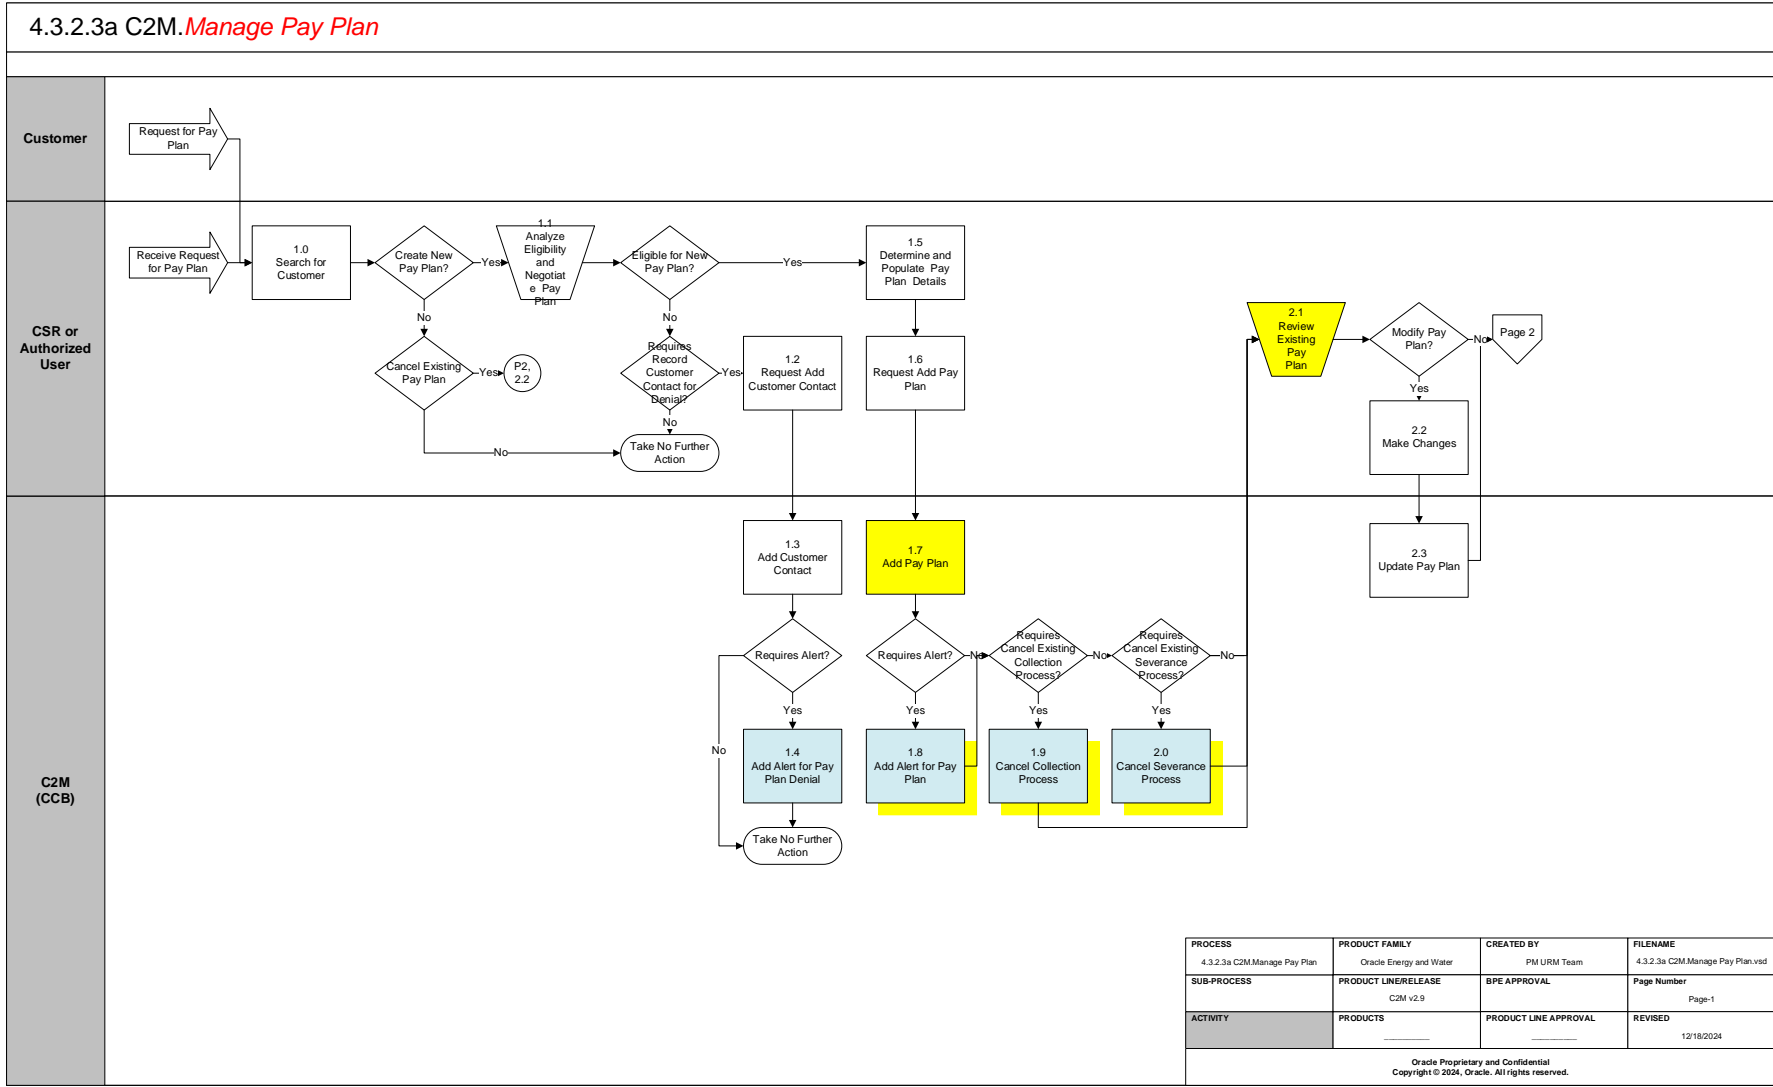 4.3.2.3a C2M.Manage Pay Plan
Customer
Request for Pay
Plan
CSR or
Authorized
User
Receive Request
for Pay Plan
1.0
Search for
Customer
Create New
Pay Plan?
Yes
No
1.1
Analyze
Eligibility
and
Negotiat
e Pay
Plan
Eligible for New
Pay Plan?
Yes
No
1.5
Determine and
Populate Pay
Plan Details
Cancel Existing
Pay Plan
Yes
P2,
2.2
No
Requires
Record
Customer
Contact for
Denial?
Yes
No
Take No Further
Action
1.2
Request Add
Customer Contact
1.6
Request Add Pay
Plan
2.1
Review
Existing
Pay
Plan
Modify Pay
Plan?
No
Page 2
Yes
2.2
Make Changes
C2M
(CCB)
1.3
Add Customer
Contact
1.7
Add Pay Plan
2.3
Update Pay Plan
Requires Alert?
Yes
No
Requires Alert?
No
Yes
Requires
Cancel Existing
Collection
Process?
No
Yes
Requires
Cancel Existing
Severance
Process?
No
Yes
1.4
Add Alert for Pay
Plan Denial
1.8
Add Alert for Pay
Plan
1.9
Cancel Collection
Process
2.0
Cancel Severance
Process
Take No Further
Action
PROCESS
4.3.2.3a C2M.Manage Pay Plan
PRODUCT FAMILY
Oracle Energy and Water
CREATED BY
PM URM Team
FILENAME
4.3.2.3a C2M.Manage Pay Plan.vsd
SUB-PROCESS
PRODUCT LINE/RELEASE
C2M v2.9
BPE APPROVAL
Page Number
Page-1
ACTIVITY
PRODUCTS
PRODUCT LINE APPROVAL
REVISED
12/18/2024
Oracle Proprietary and Confidential
Copyright © 2024, Oracle. All rights reserved.